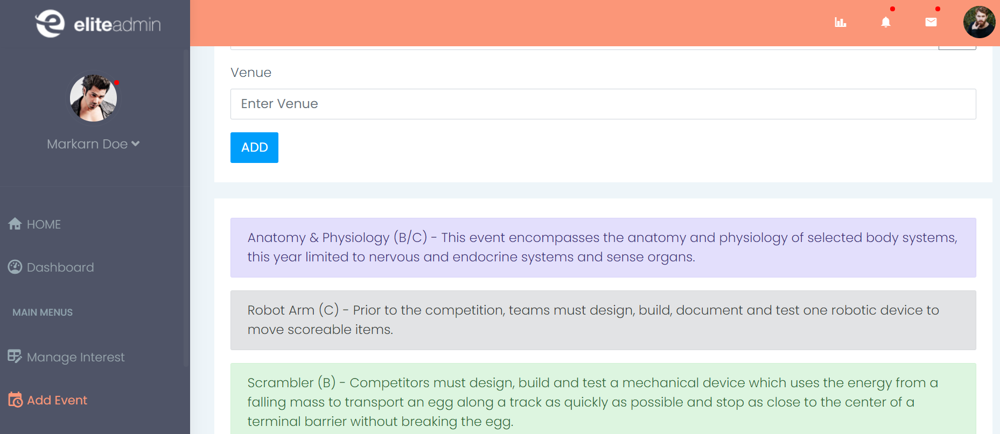 eliteadmin
Markarn Doe
HOME
Dashboard
MAIN MENUS
Manage Interest
Add Event
Venue
Enter Venue
ADD
Anatomy & Physiology (B/C) - This event encompasses the anatomy and physiology of selected body systems,
this year limited to nervous and endocrine systems and sense organs.
Robot Arm (C) - Prior to the competition, teams must design, build, document and test one robotic device to
move scoreable items.
Scrambler (B) - Competitors must design, build and test a mechanical device which uses the energy from a
falling mass to transport an egg along a track as quickly as possible and stop as close to the center of a
terminal barrier without breaking the egg.